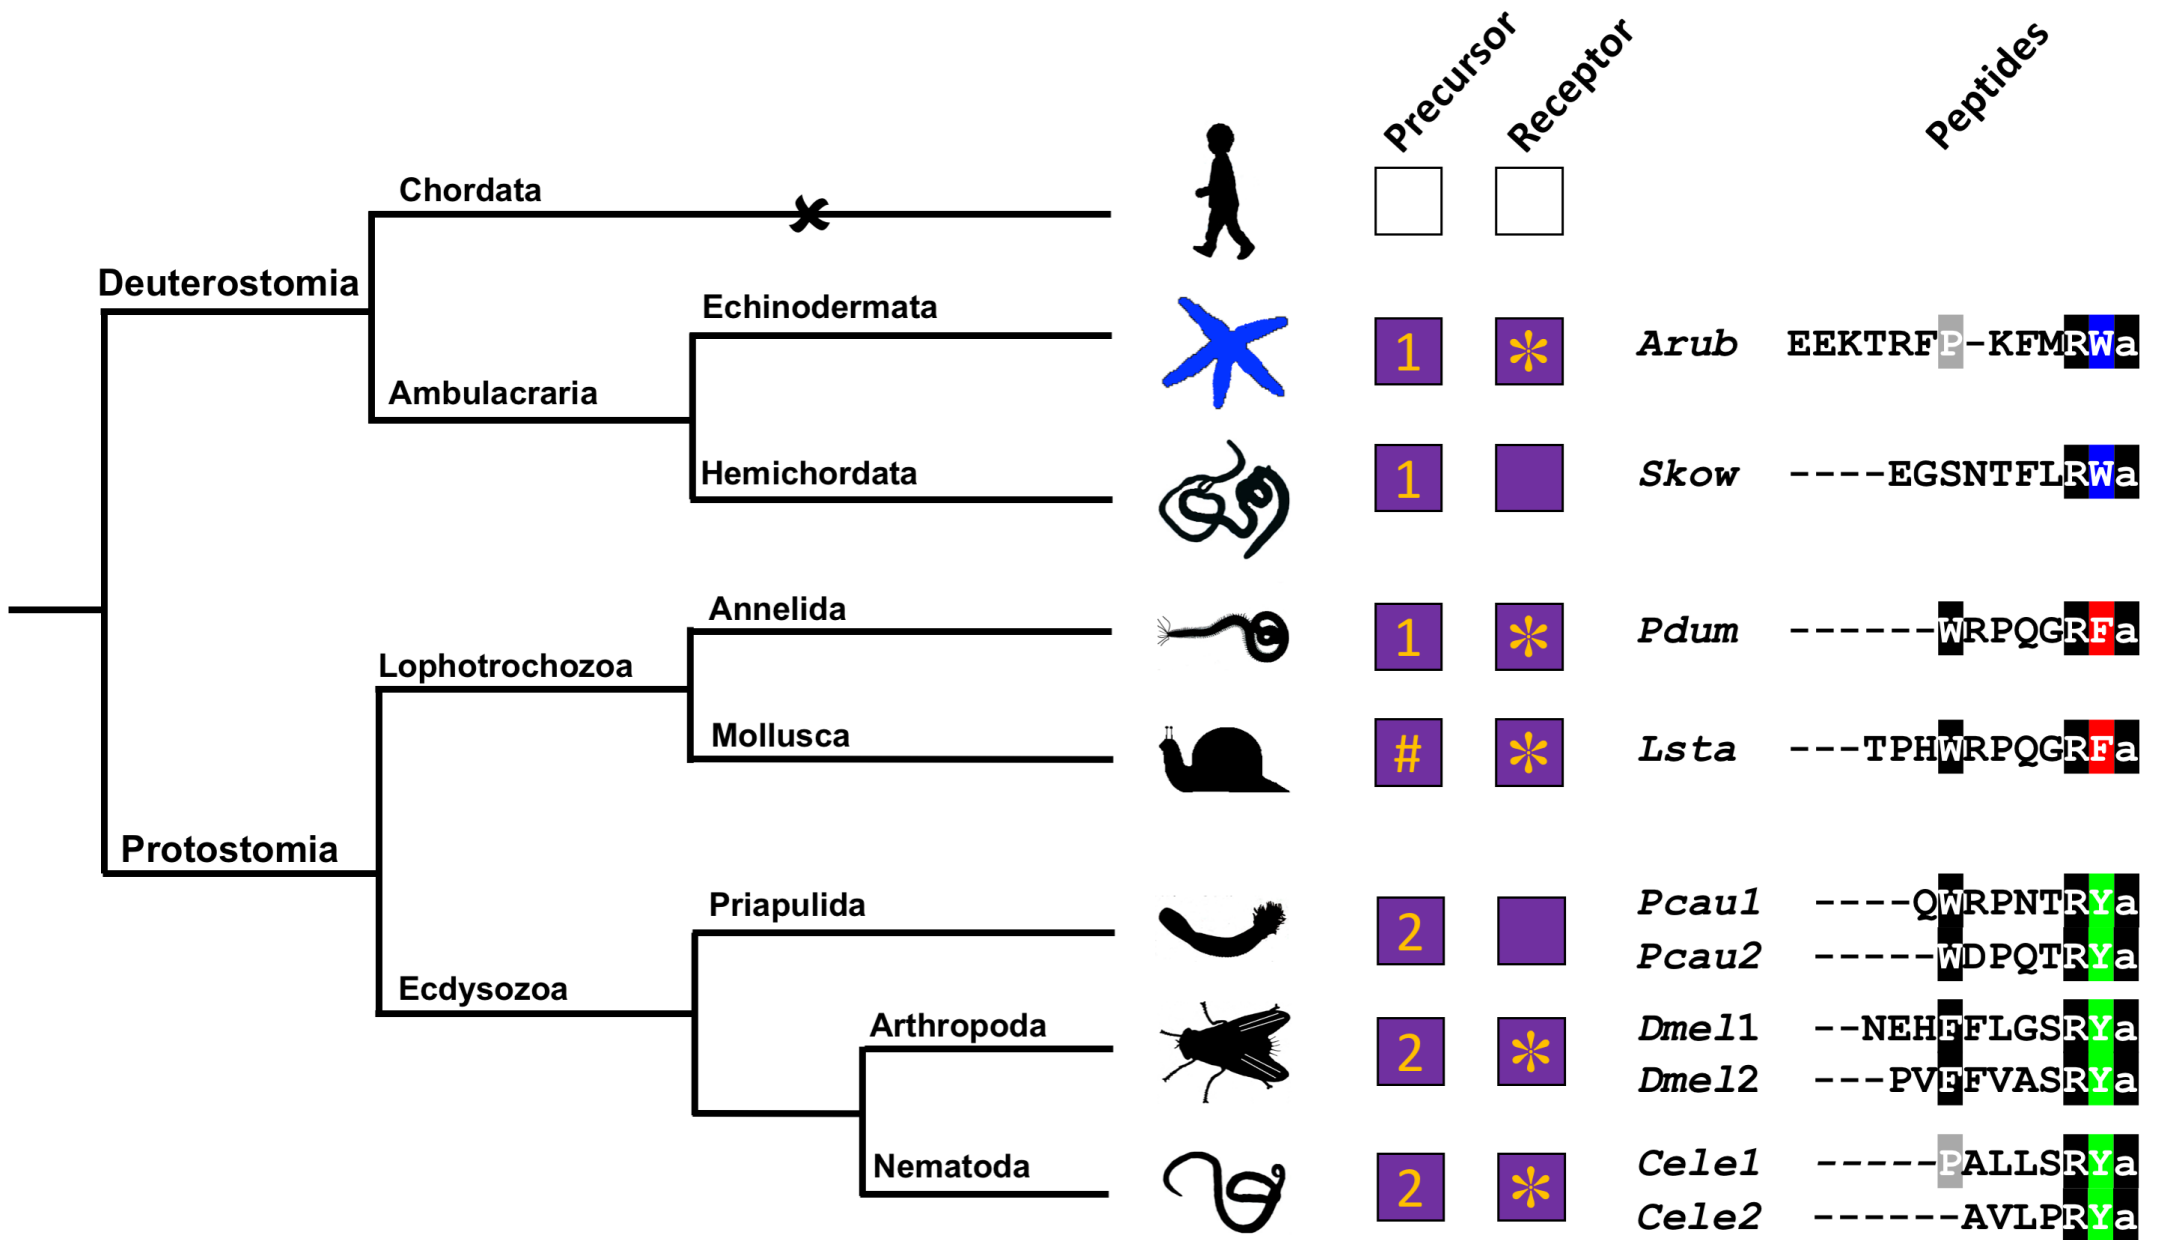 Precursor Receptor Peptides
Chordata
Deuterostomia
Echinodermata
1 * Arub EEKTRFP-KFMRWa
Ambulacraria
Hemichordata
1 Skow ----EGSNTFLRWa
Annelida
1 * Pdum ------WRPQGRFa
Lophotrochozoa
Mollusca
# * Lsta ---TPHWRPQGRFa
Protostomia
Priapulida
2 Pcau1 ----QWRPNTRYa
Pcau2 -----WDPQTRYa
Ecdysozoa
Arthropoda
2 * Dmel1 --NEHFFLGSRYa
Dmel2 ---PVFFVASRYa
Nematoda
2 * Cele1 -----PALLSRYa
Cele2 ------AVLPRYa